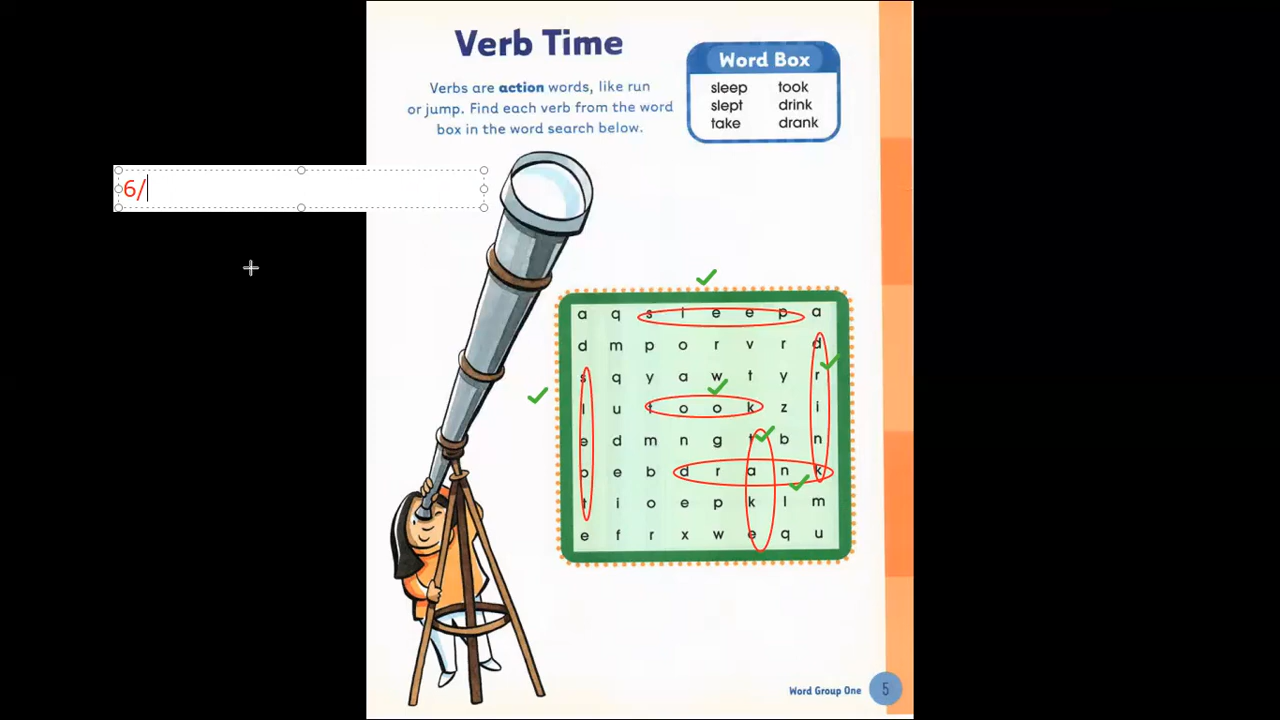 Verb Time
Verbs are action words, like run
or jump. Find each verb from the word
box in the word search below.
Word Box
sleep took
slept drink
take drank
6/
a q s l e e p a
d m p o r v r d
s q y a w t y r
l u t o o k z i
e d m n g t b n
p e b d r a n k
t i o e p k l m
e f r x w e q u
Word Group One 5